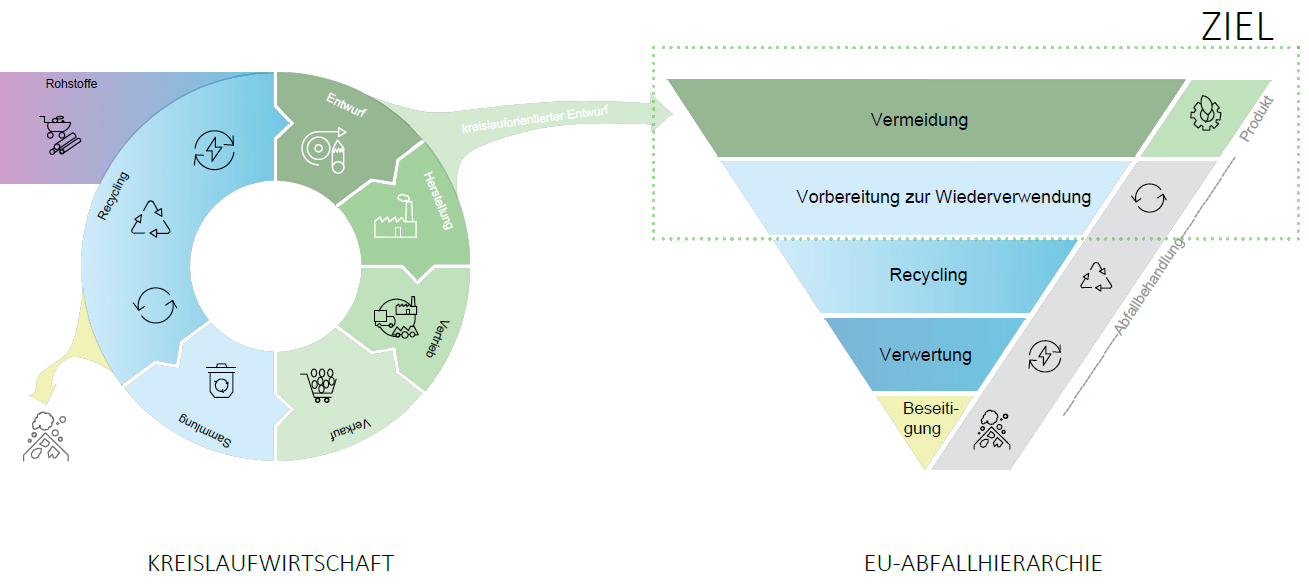 ZIEL
Rohstoffe
Entwurf
kreislauforientierter Entwurf
Herstellung
Recycling
Vertrieb
Verkauf
Sammlung
Vermeidung
Produkt
Vorbereitung zur Wiederverwendung
Recycling
Abfallbehandlung
Verwertung
Beseiti-
gung
KREISLAUFWIRTSCHAFT
EU-ABFALLHIERARCHIE